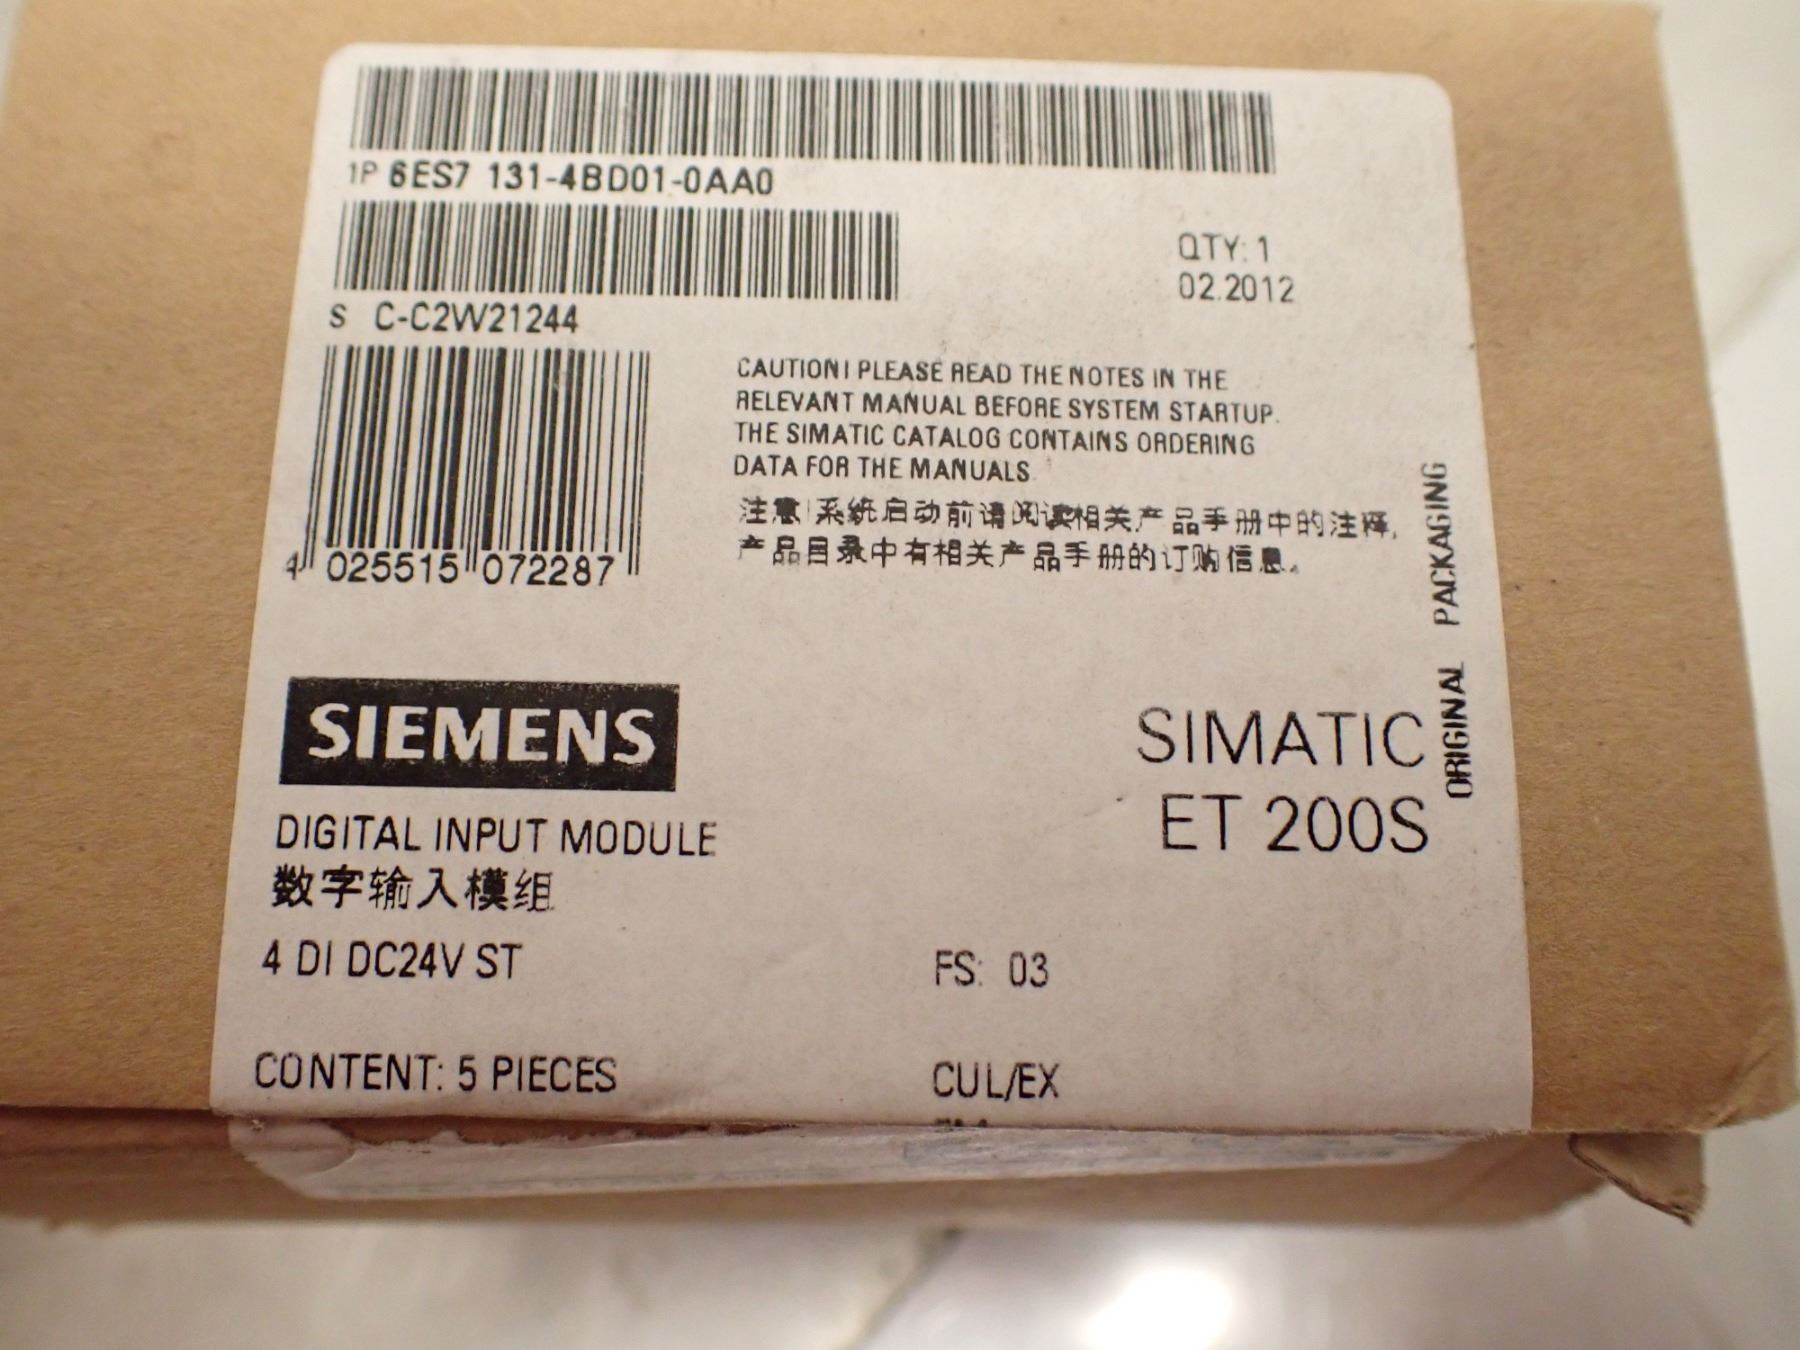 1P 6ES7 131-4BD01-0AA0
QTY: 1
02.2012
S C-C2W21244
CAUTION! PLEASE READ THE NOTES IN THE
RELEVANT MANUAL BEFORE SYSTEM STARTUP.
THE SIMATIC CATALOG CONTAINS ORDERING
DATA FOR THE MANUALS
注意!系统启动前请阅读相关产品手册中的注释,
产品目录中有相关产品手册的订购信息。
4 025515 072287
ORIGINAL PACKAGING
SIEMENS
SIMATIC
ET 200S
DIGITAL INPUT MODULE
数字输入模组
4 DI DC24V ST
FS: 03
CONTENT: 5 PIECES
CUL/EX